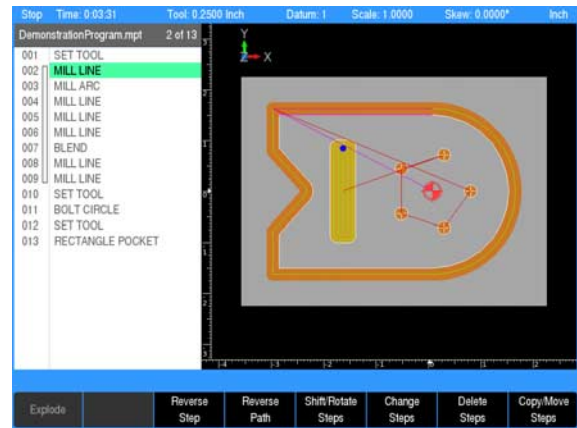 Stop Time: 0:03:31 Tool: 0.2500 Inch Datum: 1 Scale: 1.0000 Skew: 0.0000° Inch
DemonstrationProgram.mpt 2 of 13
001 SET TOOL
002 MILL LINE
003 MILL ARC
004 MILL LINE
005 MILL LINE
006 MILL LINE
007 BLEND
008 MILL LINE
009 MILL LINE
010 SET TOOL
011 BOLT CIRCLE
012 SET TOOL
013 RECTANGLE POCKET
Y
Z X
Explode
Reverse Step
Reverse Path
Shift/Rotate Steps
Change Steps
Delete Steps
Copy/Move Steps